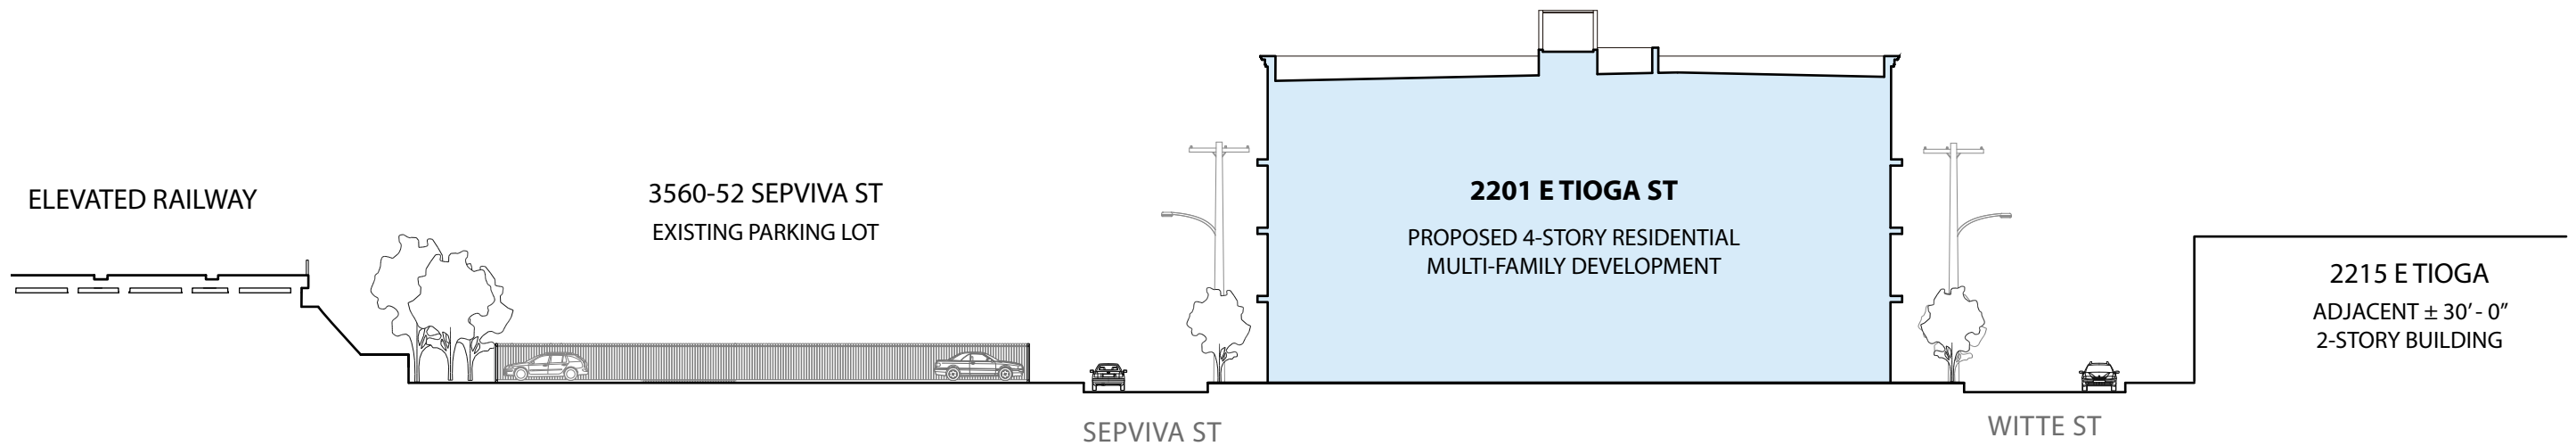 ELEVATED RAILWAY
3560-52 SEPVIVA ST
EXISTING PARKING LOT
2201 E TIOGA ST
PROPOSED 4-STORY RESIDENTIAL
MULTI-FAMILY DEVELOPMENT
2215 E TIOGA
ADJACENT ± 30' - 0"
2-STORY BUILDING
SEPVIVA ST
WITTE ST